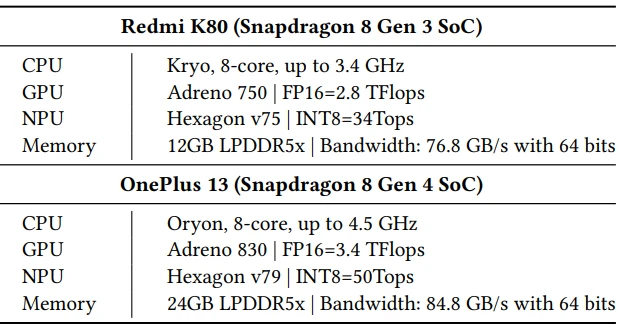 Redmi K80 (Snapdragon 8 Gen 3 SoC)
CPU Kryo, 8-core, up to 3.4 GHz
GPU Adreno 750 | FP16=2.8 TFlops
NPU Hexagon v75 | INT8=34Tops
Memory 12GB LPDDR5x | Bandwidth: 76.8 GB/s with 64 bits
OnePlus 13 (Snapdragon 8 Gen 4 SoC)
CPU Oryon, 8-core, up to 4.5 GHz
GPU Adreno 830 | FP16=3.4 TFlops
NPU Hexagon v79 | INT8=50Tops
Memory 24GB LPDDR5x | Bandwidth: 84.8 GB/s with 64 bits